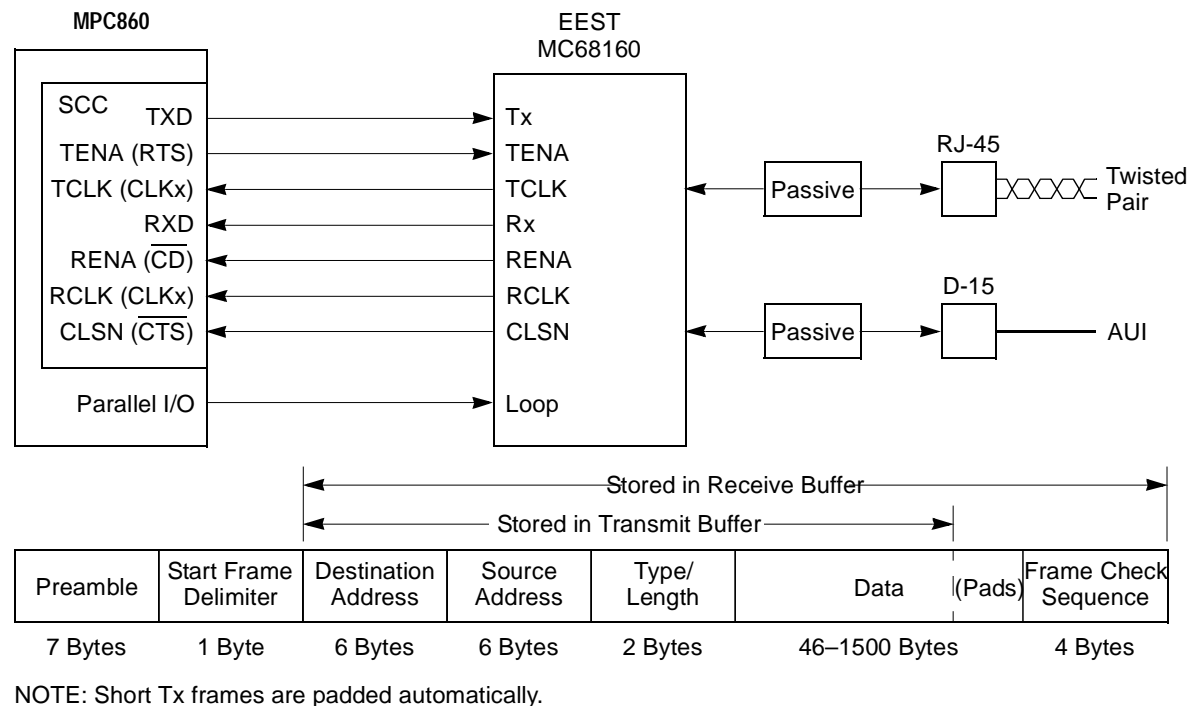 MPC860
EEST
MC68160
SCC
TXD
TENA (RTS)
TCLK (CLKx)
RXD
RENA (C̅D̅)
RCLK (CLKx)
CLSN (C̅T̅S̅)
Parallel I/O
Tx
TENA
TCLK
Rx
RENA
RCLK
CLSN
Loop
Passive
RJ-45
Twisted
Pair
Passive
D-15
AUI
Stored in Receive Buffer
Stored in Transmit Buffer
Preamble
Start Frame
Delimiter
Destination
Address
Source
Address
Type/
Length
Data
(Pads)
Frame Check
Sequence
7 Bytes
1 Byte
6 Bytes
6 Bytes
2 Bytes
46–1500 Bytes
4 Bytes
NOTE: Short Tx frames are padded automatically.